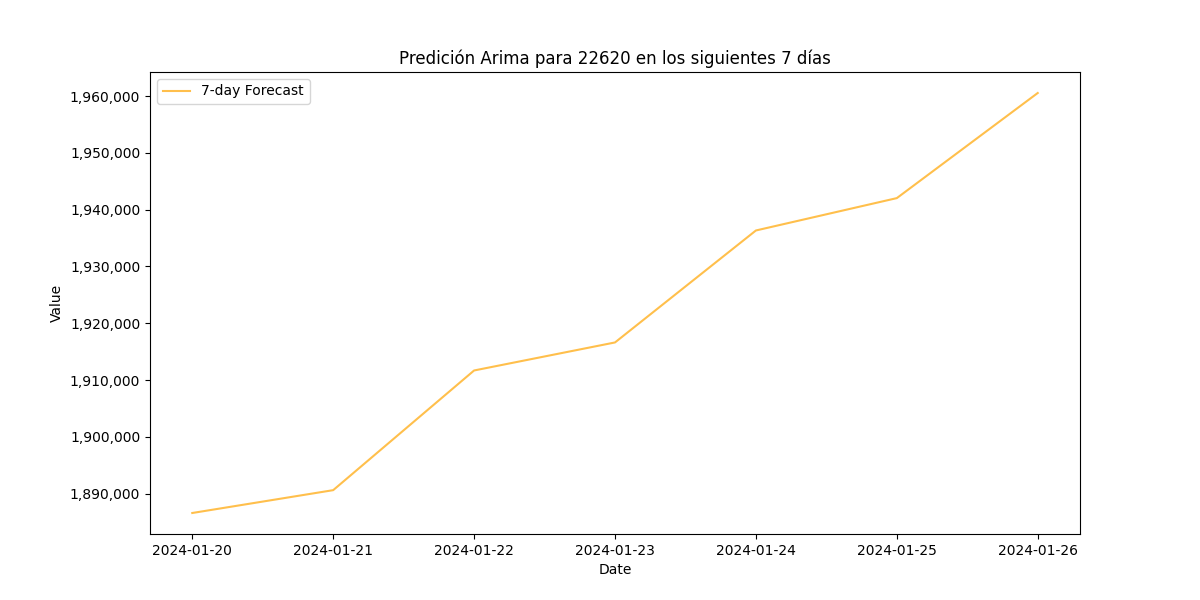 Predición Arima para 22620 en los siguientes 7 días
7-day Forecast
1,960,000
1,950,000
1,940,000
1,930,000
1,920,000
1,910,000
1,900,000
1,890,000
Value
2024-01-20 2024-01-21 2024-01-22 2024-01-23 2024-01-24 2024-01-25 2024-01-26
Date